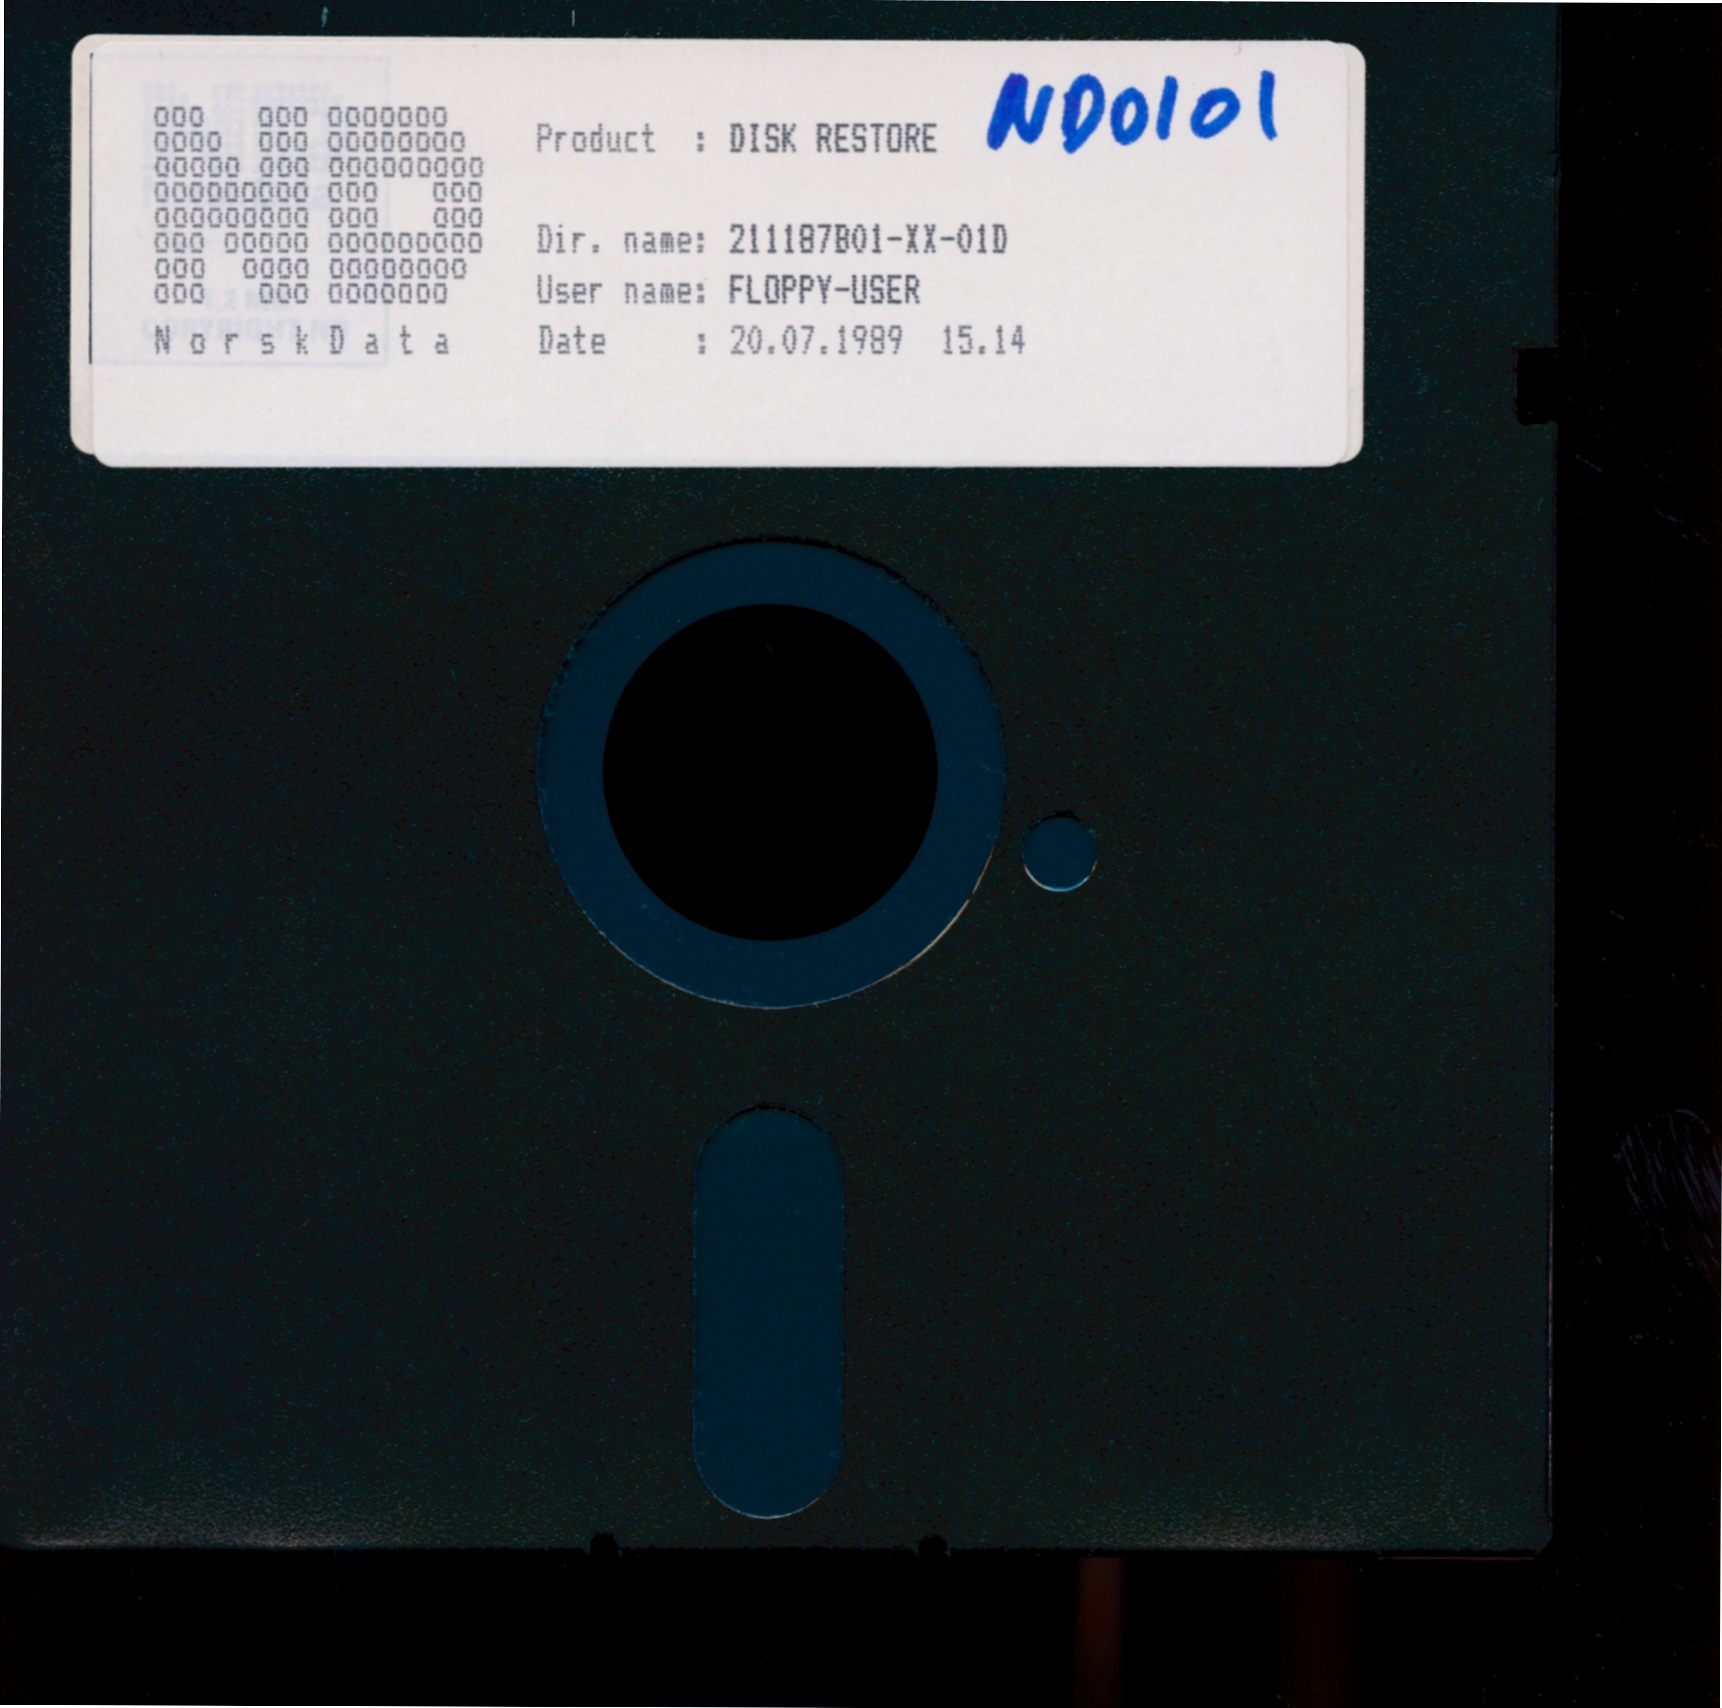 ND0101
Product : DISK RESTORE
Dir. name: 211187B01-XX-01D
User name: FLOPPY-USER
Date : 20.07.1989 15.14
NorskData